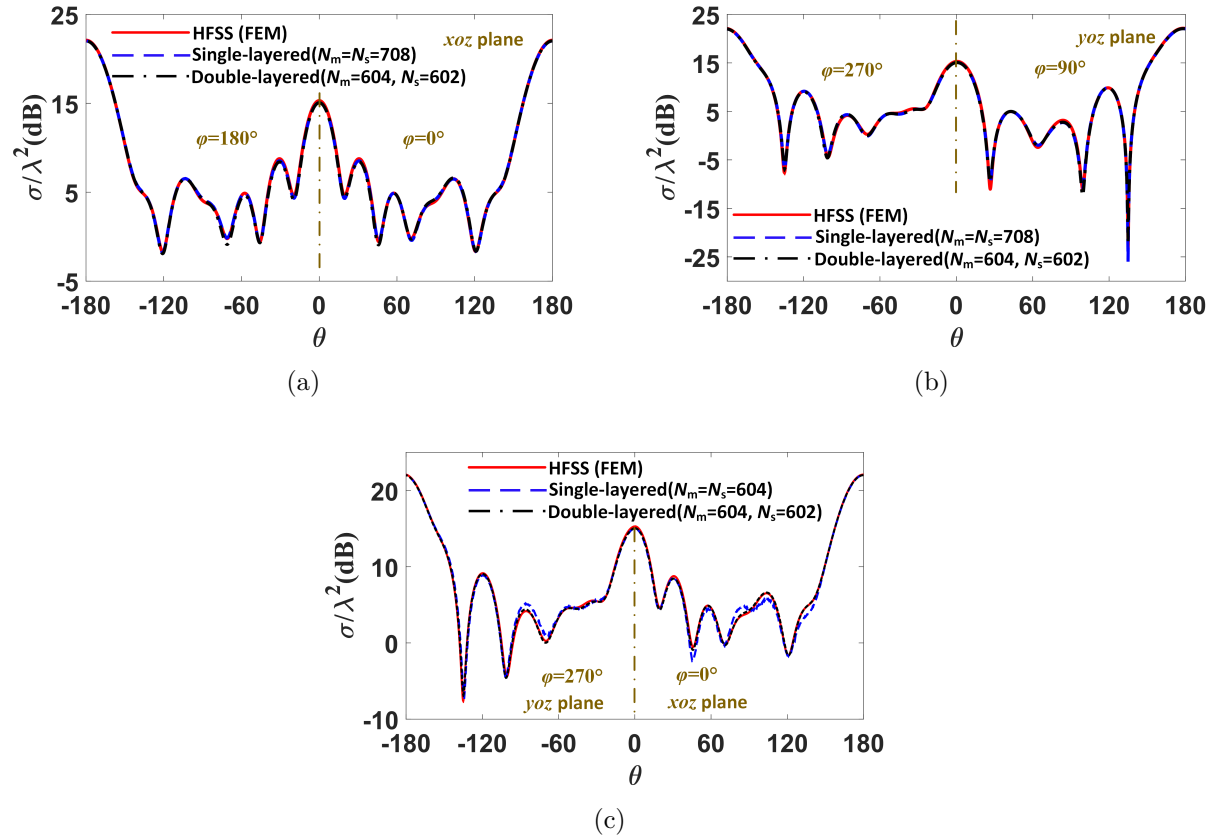 25
15
5
-5
σ/λ²(dB)
HFSS (FEM)
Single-layered(Nm=Ns=708)
Double-layered(Nm=604, Ns=602)
xoz plane
φ=180°
φ=0°
-180 -120 -60 0 60 120 180
θ
(a)
25
15
5
-5
-15
-25
σ/λ²(dB)
yoz plane
φ=270°
φ=90°
HFSS (FEM)
Single-layered(Nm=Ns=708)
Double-layered(Nm=604, Ns=602)
-180 -120 -60 0 60 120 180
θ
(b)
20
10
0
-10
σ/λ²(dB)
HFSS (FEM)
Single-layered(Nm=Ns=604)
Double-layered(Nm=604, Ns=602)
φ=270°
yoz plane
φ=0°
xoz plane
-180 -120 -60 0 60 120 180
θ
(c)